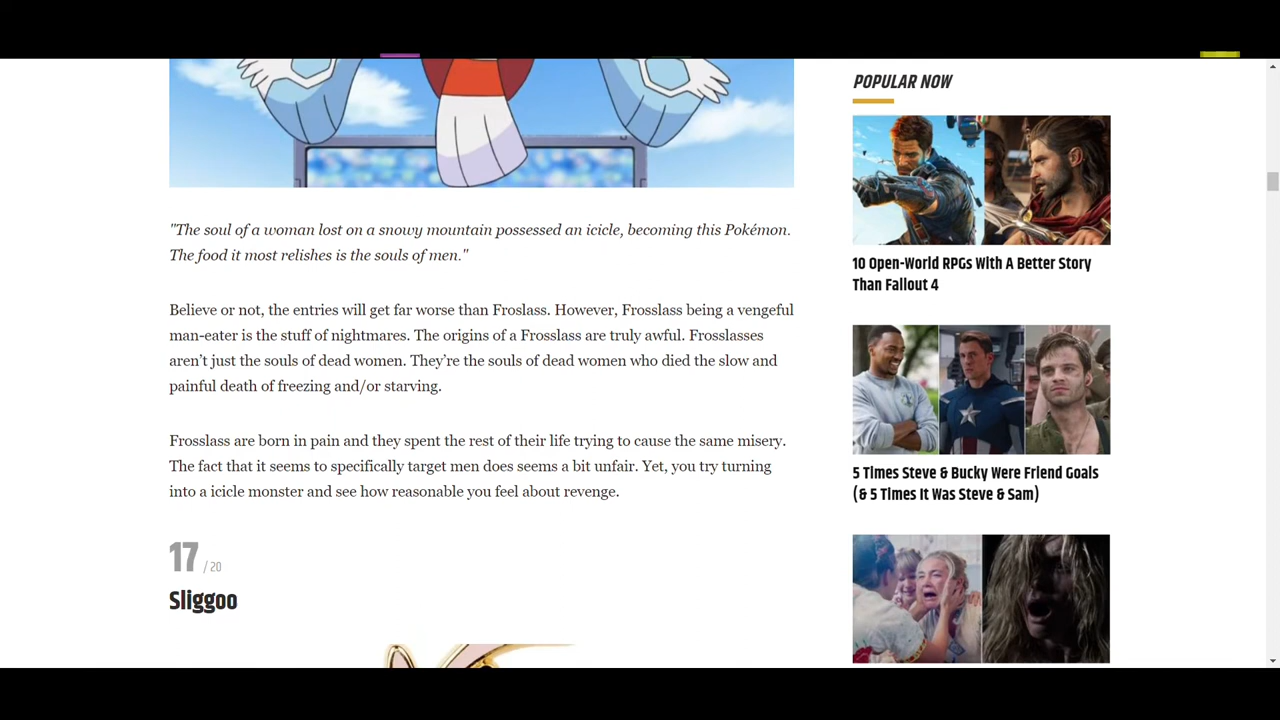 "The soul of a woman lost on a snowy mountain possessed an icicle, becoming this Pokémon.
The food it most relishes is the souls of men."
Believe or not, the entries will get far worse than Froslass. However, Frosslass being a vengeful
man-eater is the stuff of nightmares. The origins of a Frosslass are truly awful. Frosslasses
aren’t just the souls of dead women. They’re the souls of dead women who died the slow and
painful death of freezing and/or starving.
Frosslass are born in pain and they spent the rest of their life trying to cause the same misery.
The fact that it seems to specifically target men does seems a bit unfair. Yet, you try turning
into a icicle monster and see how reasonable you feel about revenge.
17 / 20
Sliggoo
POPULAR NOW
10 Open-World RPGs With A Better Story
Than Fallout 4
5 Times Steve & Bucky Were Friend Goals
(& 5 Times It Was Steve & Sam)